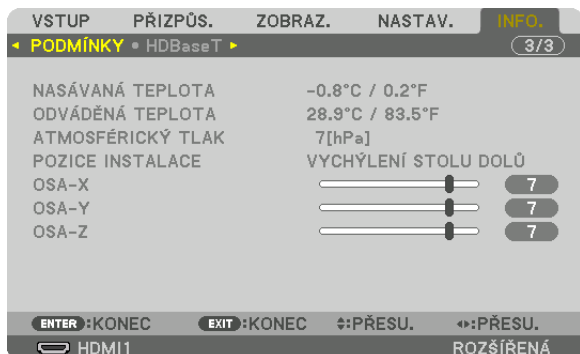 VSTUP PŘIZPŮS. ZOBRAZ. NASTAV. INFO.
PODMÍNKY HDBaseT 3/3
NASÁVANÁ TEPLOTA -0.8°C / 0.2°F
ODVÁDĚNÁ TEPLOTA 28.9°C / 83.5°F
ATMOSFÉRICKÝ TLAK 7[hPa]
POZICE INSTALACE VYCHÝLENÍ STOLU DOLŮ
OSA-X 7
OSA-Y 7
OSA-Z 7
ENTER:KONEC EXIT:KONEC :PŘESU. :PŘESU.
HDMI1 ROZŠÍŘENÁ